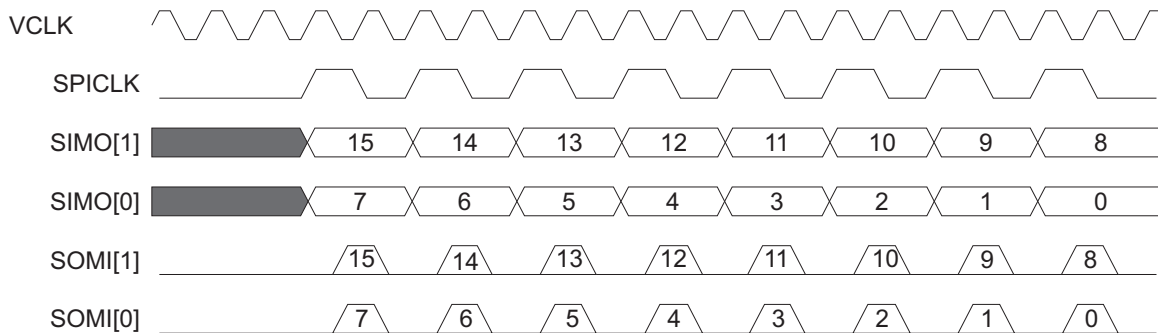 VCLK
SPICLK
SIMO[1] 15 14 13 12 11 10 9 8
SIMO[0] 7 6 5 4 3 2 1 0
SOMI[1] 15 14 13 12 11 10 9 8
SOMI[0] 7 6 5 4 3 2 1 0